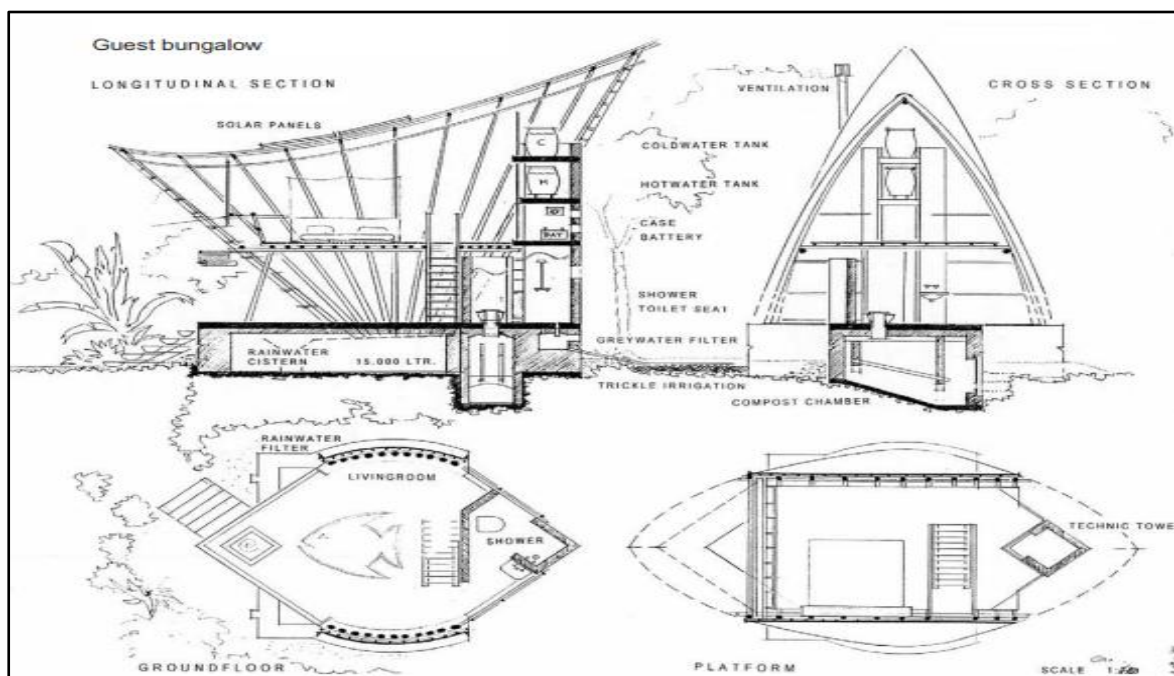 Guest bungalow
LONGITUDINAL SECTION
SOLAR PANELS
C
H
BAT
RAINWATER
CISTERN
15.000 LTR.
VENTILATION
CROSS SECTION
COLDWATER TANK
HOTWATER TANK
CASE
BATTERY
SHOWER
TOILET SEAT
GREYWATER FILTER
TRICKLE IRRIGATION
COMPOST CHAMBER
RAINWATER
FILTER
LIVINGROOM
SHOWER
GROUNDFLOOR
TECHNIC TOWE
PLATFORM
SCALE